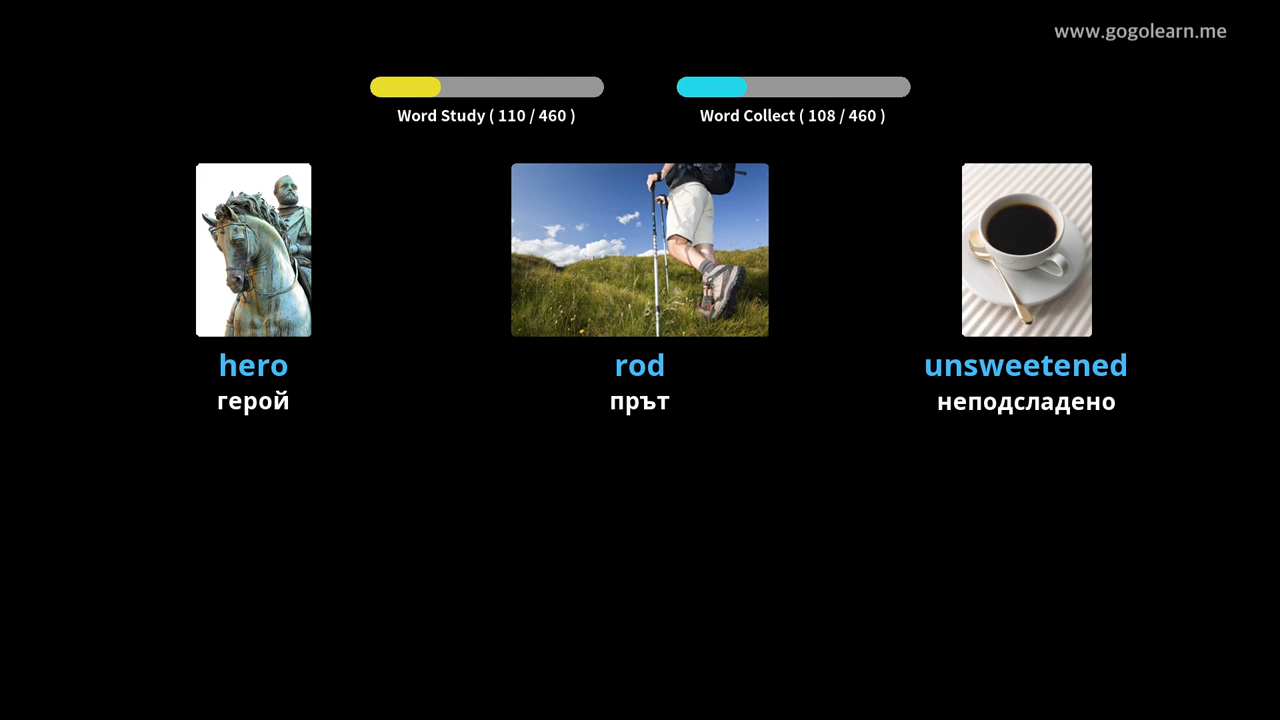 www.gogolearn.me
Word Study ( 110 / 460 )
Word Collect ( 108 / 460 )
hero
герой
rod
прът
unsweetened
неподсладено